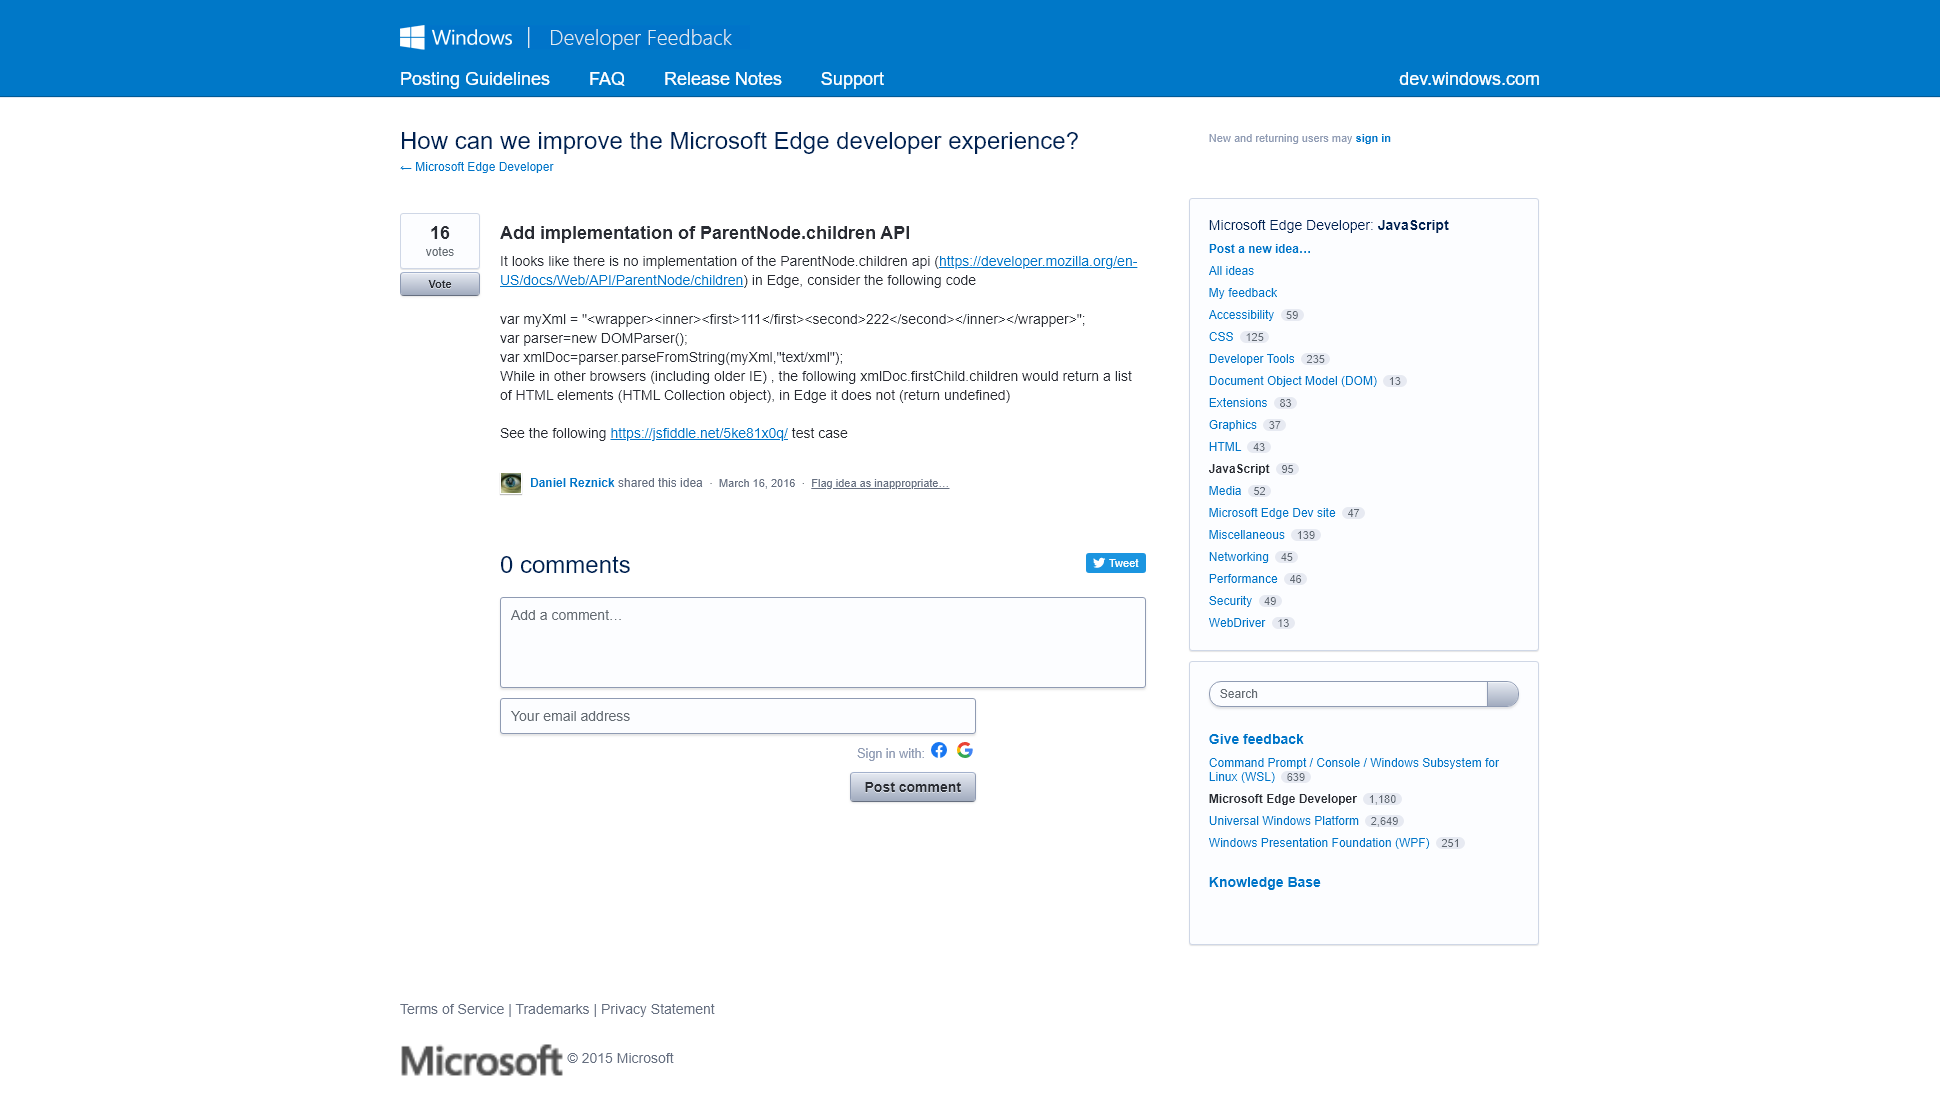 Windows | Developer Feedback
Posting Guidelines FAQ Release Notes Support dev.windows.com
How can we improve the Microsoft Edge developer experience?
← Microsoft Edge Developer
New and returning users may sign in
16
votes
Vote
Add implementation of ParentNode.children API
It looks like there is no implementation of the ParentNode.children api (https://developer.mozilla.org/en-
US/docs/Web/API/ParentNode/children) in Edge, consider the following code
var myXml = "<wrapper><inner><first>111</first><second>222</second></inner></wrapper>";
var parser=new DOMParser();
var xmlDoc=parser.parseFromString(myXml,"text/xml");
While in other browsers (including older IE) , the following xmlDoc.firstChild.children would return a list
of HTML elements (HTML Collection object), in Edge it does not (return undefined)
See the following https://jsfiddle.net/5ke81x0q/ test case
Daniel Reznick shared this idea · March 16, 2016 · Flag idea as inappropriate…
0 comments
Tweet
Add a comment…
Your email address
Sign in with:
Post comment
Microsoft Edge Developer: JavaScript
Post a new idea…
All ideas
My feedback
Accessibility 59
CSS 125
Developer Tools 235
Document Object Model (DOM) 13
Extensions 83
Graphics 37
HTML 43
JavaScript 95
Media 52
Microsoft Edge Dev site 47
Miscellaneous 139
Networking 45
Performance 46
Security 49
WebDriver 13
Search
Give feedback
Command Prompt / Console / Windows Subsystem for
Linux (WSL) 639
Microsoft Edge Developer 1,180
Universal Windows Platform 2,649
Windows Presentation Foundation (WPF) 251
Knowledge Base
Terms of Service | Trademarks | Privacy Statement
Microsoft © 2015 Microsoft